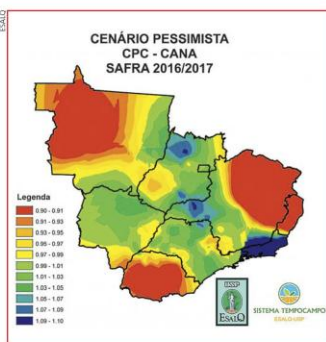 ESALQ
CENÁRIO PESSIMISTA
CPC - CANA
SAFRA 2016/2017
Legenda
0.90 - 0.91
0.91 - 0.93
0.93 - 0.95
0.95 - 0.97
0.97 - 0.99
0.99 - 1.01
1.01 - 1.03
1.03 - 1.05
1.05 - 1.07
1.07 - 1.09
1.09 - 1.10
USP
ESALQ
SISTEMA TEMPOCAMPO
ESALQ-USP